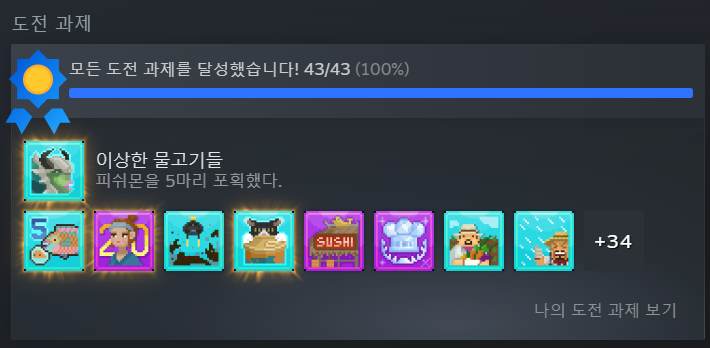 도전 과제
모든 도전 과제를 달성했습니다! 43/43 (100%)
이상한 물고기들
피쉬몬을 5마리 포획했다.
5
20
SUSHI
+34
나의 도전 과제 보기